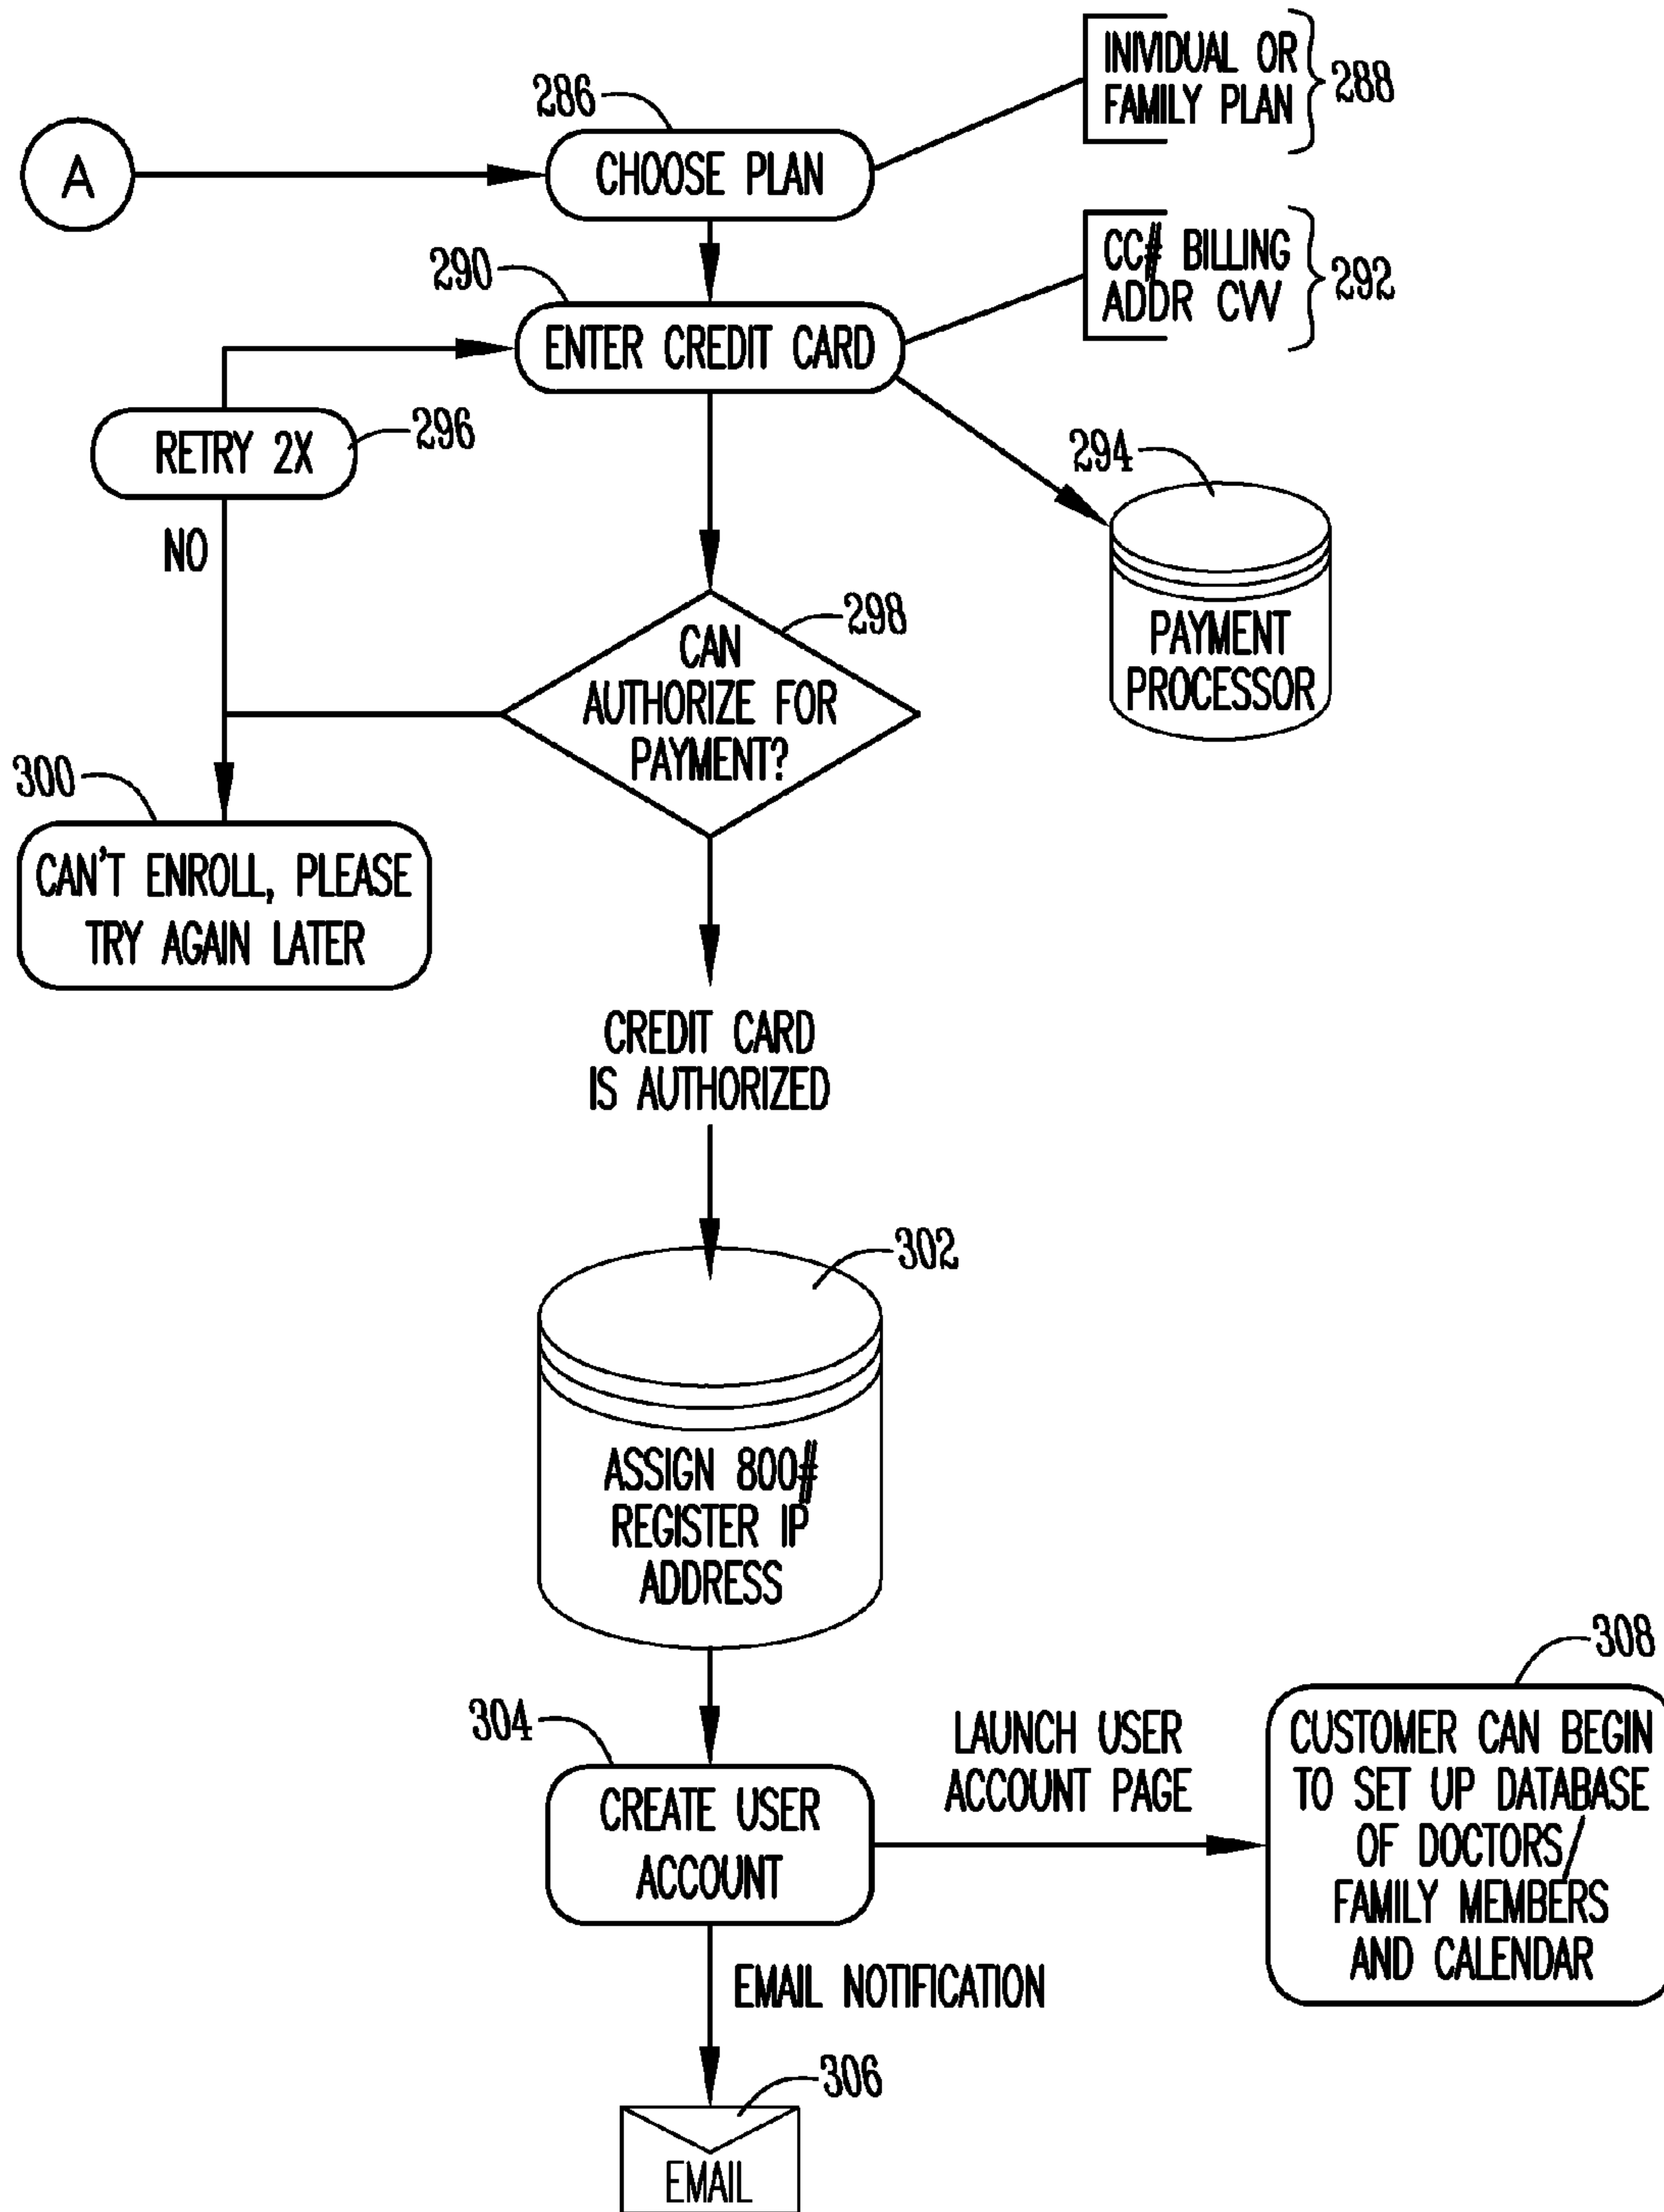 INIVIDUAL OR
FAMILY PLAN
288
286
A
CHOOSE PLAN
CC# BILLING
ADDR CVV
292
290
ENTER CREDIT CARD
RETRY 2X
296
294
NO
PAYMENT
PROCESSOR
298
CAN
AUTHORIZE FOR
PAYMENT?
300
CAN'T ENROLL, PLEASE
TRY AGAIN LATER
CREDIT CARD
IS AUTHORIZED
302
ASSIGN 800#
REGISTER IP
ADDRESS
304
CREATE USER
ACCOUNT
LAUNCH USER
ACCOUNT PAGE
308
CUSTOMER CAN BEGIN
TO SET UP DATABASE
OF DOCTORS,
FAMILY MEMBERS
AND CALENDAR
EMAIL NOTIFICATION
306
EMAIL